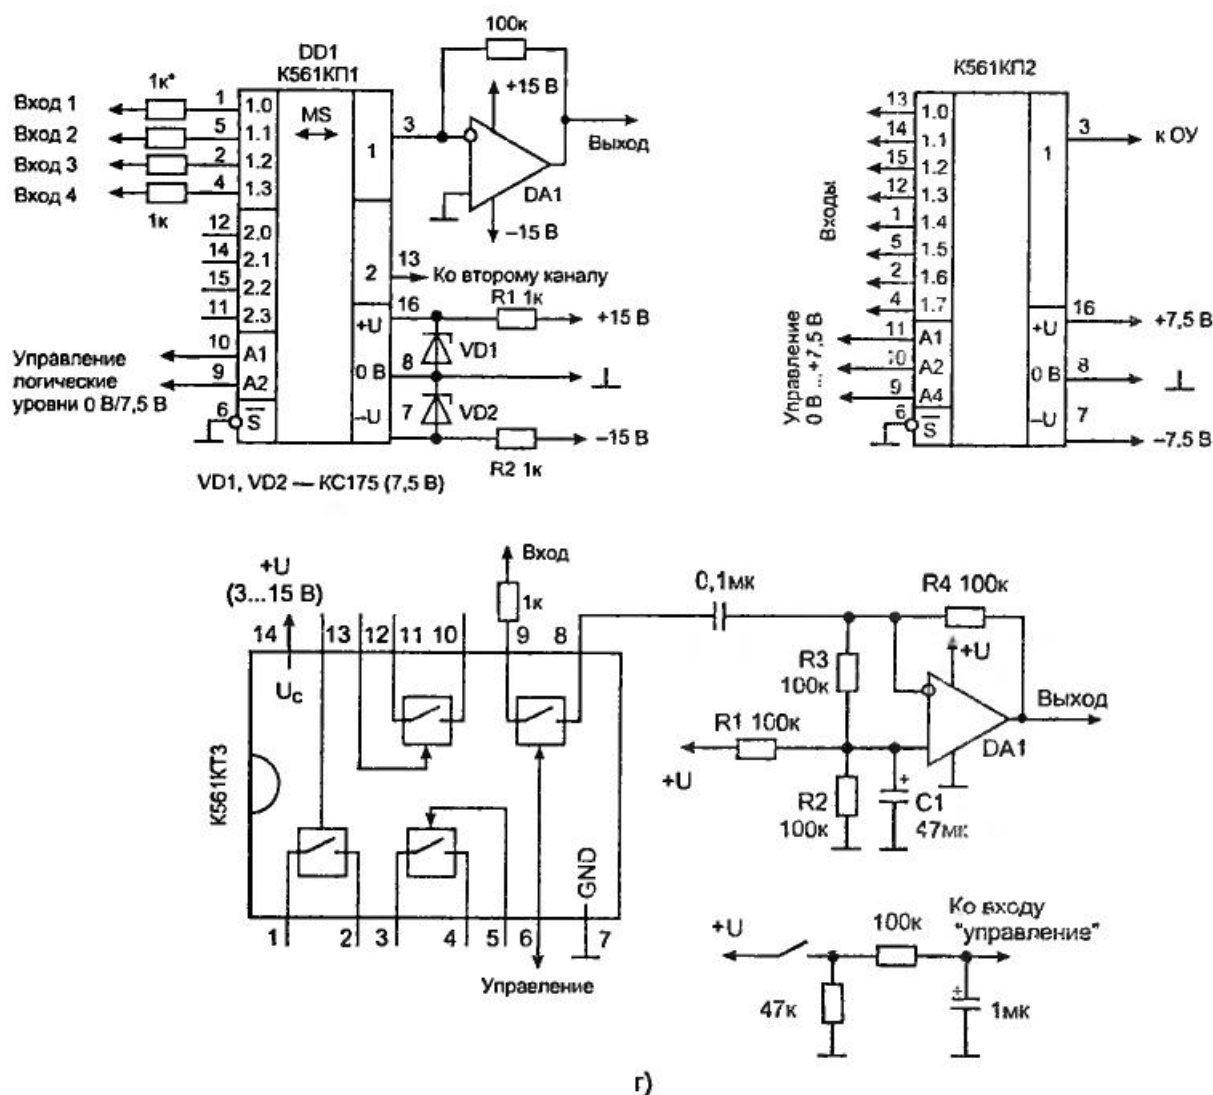 100к
DD1
К561КП1
1к*
+15 В
MS
Вход 1
1
1.0
Вход 2
5
1.1
Вход 3
2
1.2
Вход 4
4
1.3
1к
1
3
Выход
DA1
–15 В
12
2,0
14
2.1
15
2.2
11
2.3
2
13
Ко второму каналу
16
R1 1к
+U
+15 В
VD1
10
A1
9
A2
Управление
логические
уровни 0 В/7,5 В
0 В
8
6
S
–U
7
VD2
–15 В
R2 1к
VD1, VD2 — КС175 (7,5 В)
К561КП2
13
1.0
14
1.1
15
1.2
12
1.3
1
1.4
5
1.5
2
1.6
4
1.7
Входы
1
3
к ОУ
11
A1
10
A2
9
A4
Управление
0 В ...+7,5 В
6
S
+U
16
+7,5 В
0 В
8
–U
7
–7,5 В
+U
(3...15 В)
Вход
1к
14
13
12
11
10
9
8
Uc
К561КТ3
GND
1
2
3
4
5
6
7
Управление
0,1мк
R4 100к
R3
100к
+U
Выход
R1 100к
DA1
+U
R2
100к
+
C1
47мк
+U
100к
Ко входу
"управление"
47к
+
1мк
г)